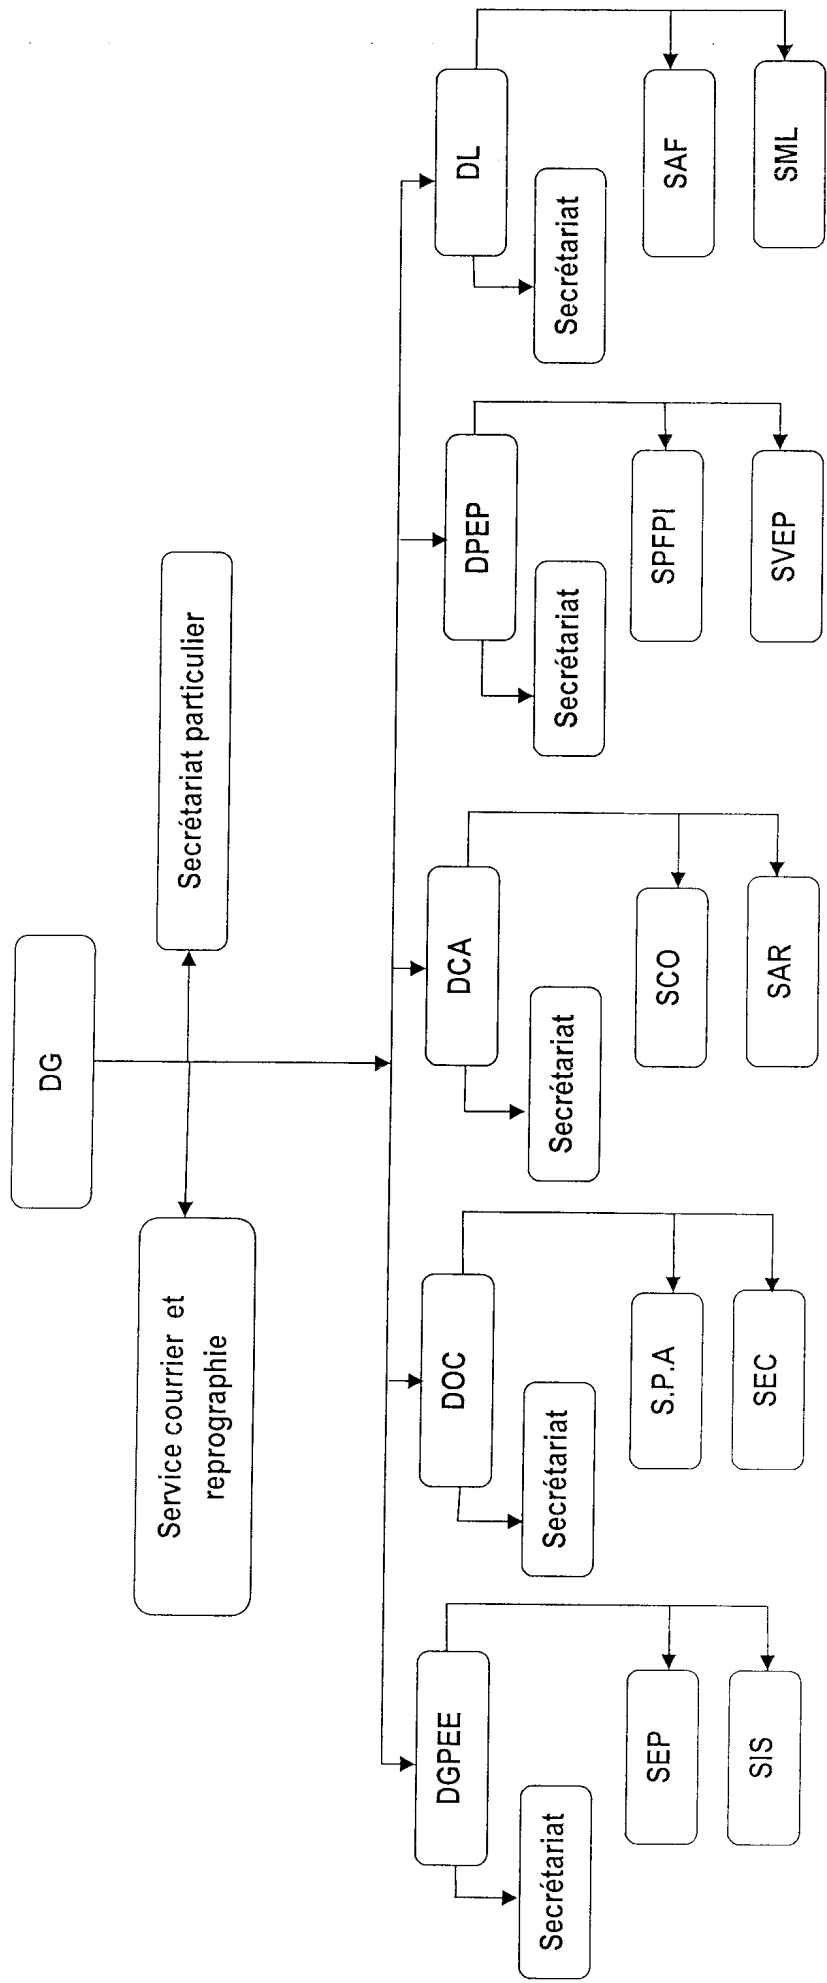 DG
Service courrier et
reprographie
Secrétariat particulier
DGPEE
DOC
DCA
DPEP
DL
Secrétariat
Secrétariat
Secrétariat
Secrétariat
Secrétariat
SEP
S.P.A
SCO
SPFPI
SAF
SIS
SEC
SAR
SVEP
SML